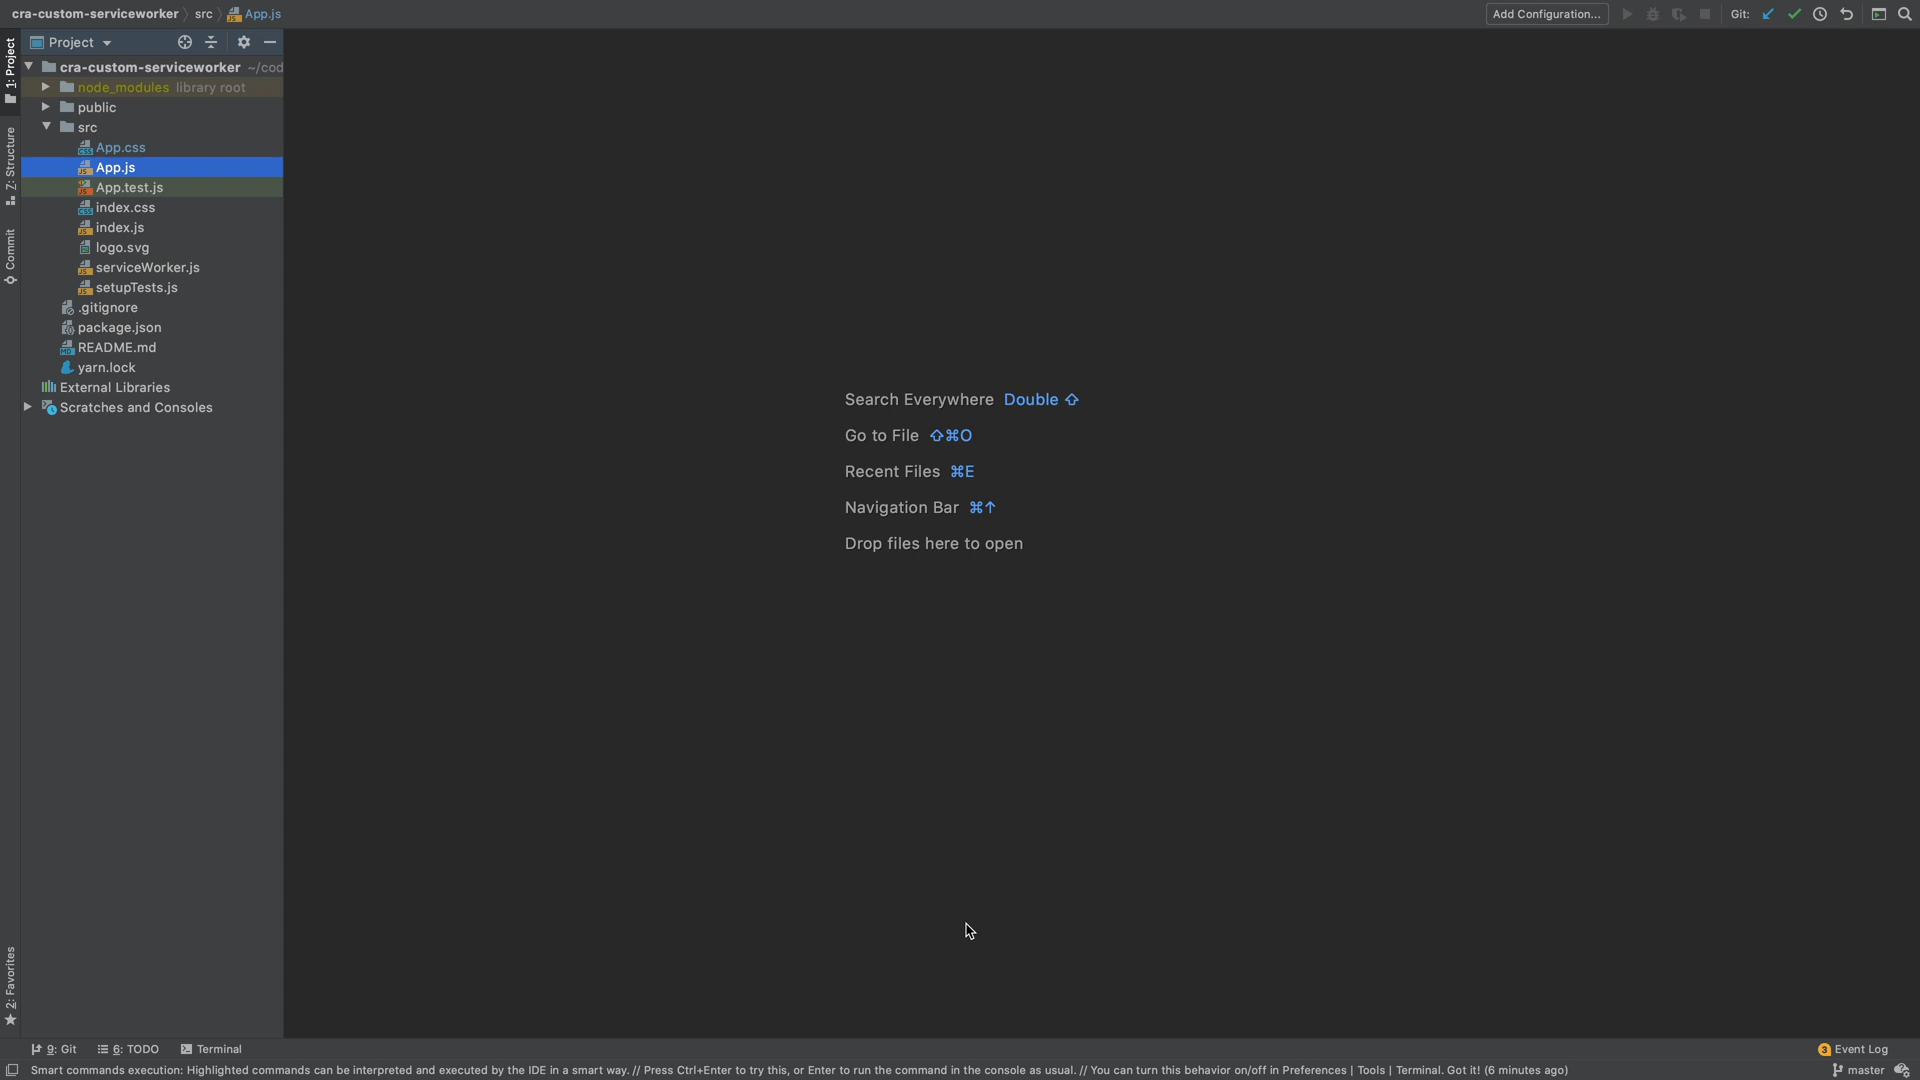 cra-custom-serviceworker src App.js
Add Configuration...
Git:
Project
cra-custom-serviceworker ~/cod
node_modules library root
public
src
App.css
App.js
App.test.js
index.css
index.js
logo.svg
serviceWorker.js
setupTests.js
.gitignore
package.json
README.md
yarn.lock
External Libraries
Scratches and Consoles
1: Project
Z: Structure
Commit
2: Favorites
Search Everywhere Double ⇧
Go to File ⇧⌘O
Recent Files ⌘E
Navigation Bar ⌘↑
Drop files here to open
9: Git
6: TODO
Terminal
3 Event Log
Smart commands execution: Highlighted commands can be interpreted and executed by the IDE in a smart way. // Press Ctrl+Enter to try this, or Enter to run the command in the console as usual. // You can turn this behavior on/off in Preferences | Tools | Terminal. Got it! (6 minutes ago)
master